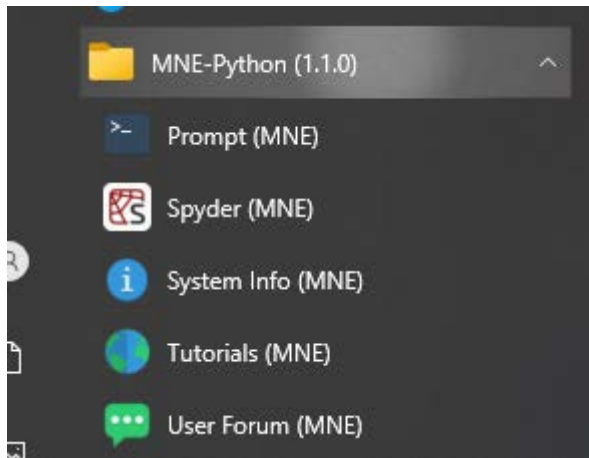 MNE-Python (1.1.0)
Prompt (MNE)
Spyder (MNE)
System Info (MNE)
Tutorials (MNE)
User Forum (MNE)